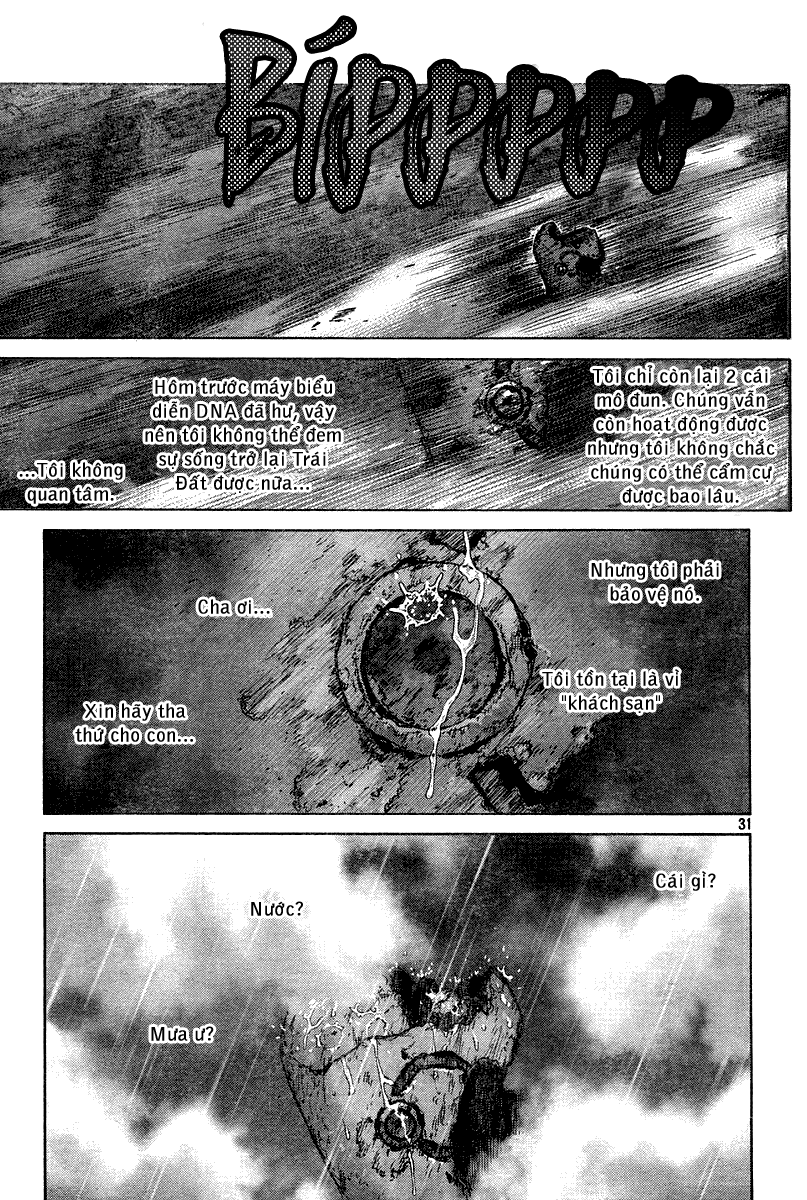 BÍPPPPP
Tôi chỉ còn lại 2 cái
mô đun. Chúng vẫn
còn hoạt động được
nhưng tôi không chắc
chúng có thể cầm cự
được bao lâu.
Hôm trước máy biểu
diễn DNA đã hư, vậy
nên tôi không thể đem
sự sống trở lại Trái
Đất được nữa...
...Tôi không
quan tâm.
Nhưng tôi phải
bảo vệ nó.
Tôi tồn tại là vì
"khách sạn"
Cha ơi...
Xin hãy tha
thứ cho con...
31
Cái gì?
Nước?
Mưa ư?